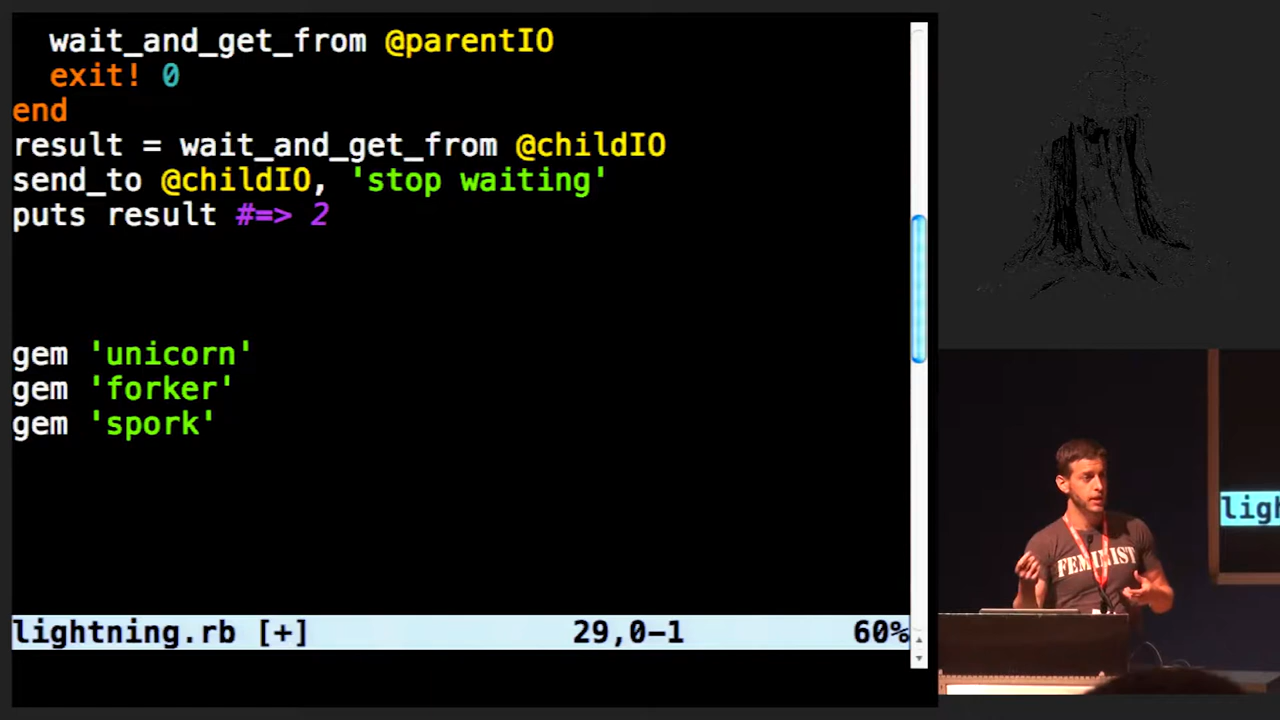 wait_and_get_from @parentIO
exit! 0
end
result = wait_and_get_from @childIO
send_to @childIO, 'stop waiting'
puts result #=> 2
gem 'unicorn'
gem 'forker'
gem 'spork'
lightning.rb [+] 29,0-1 60%
FEMINIST
ligh